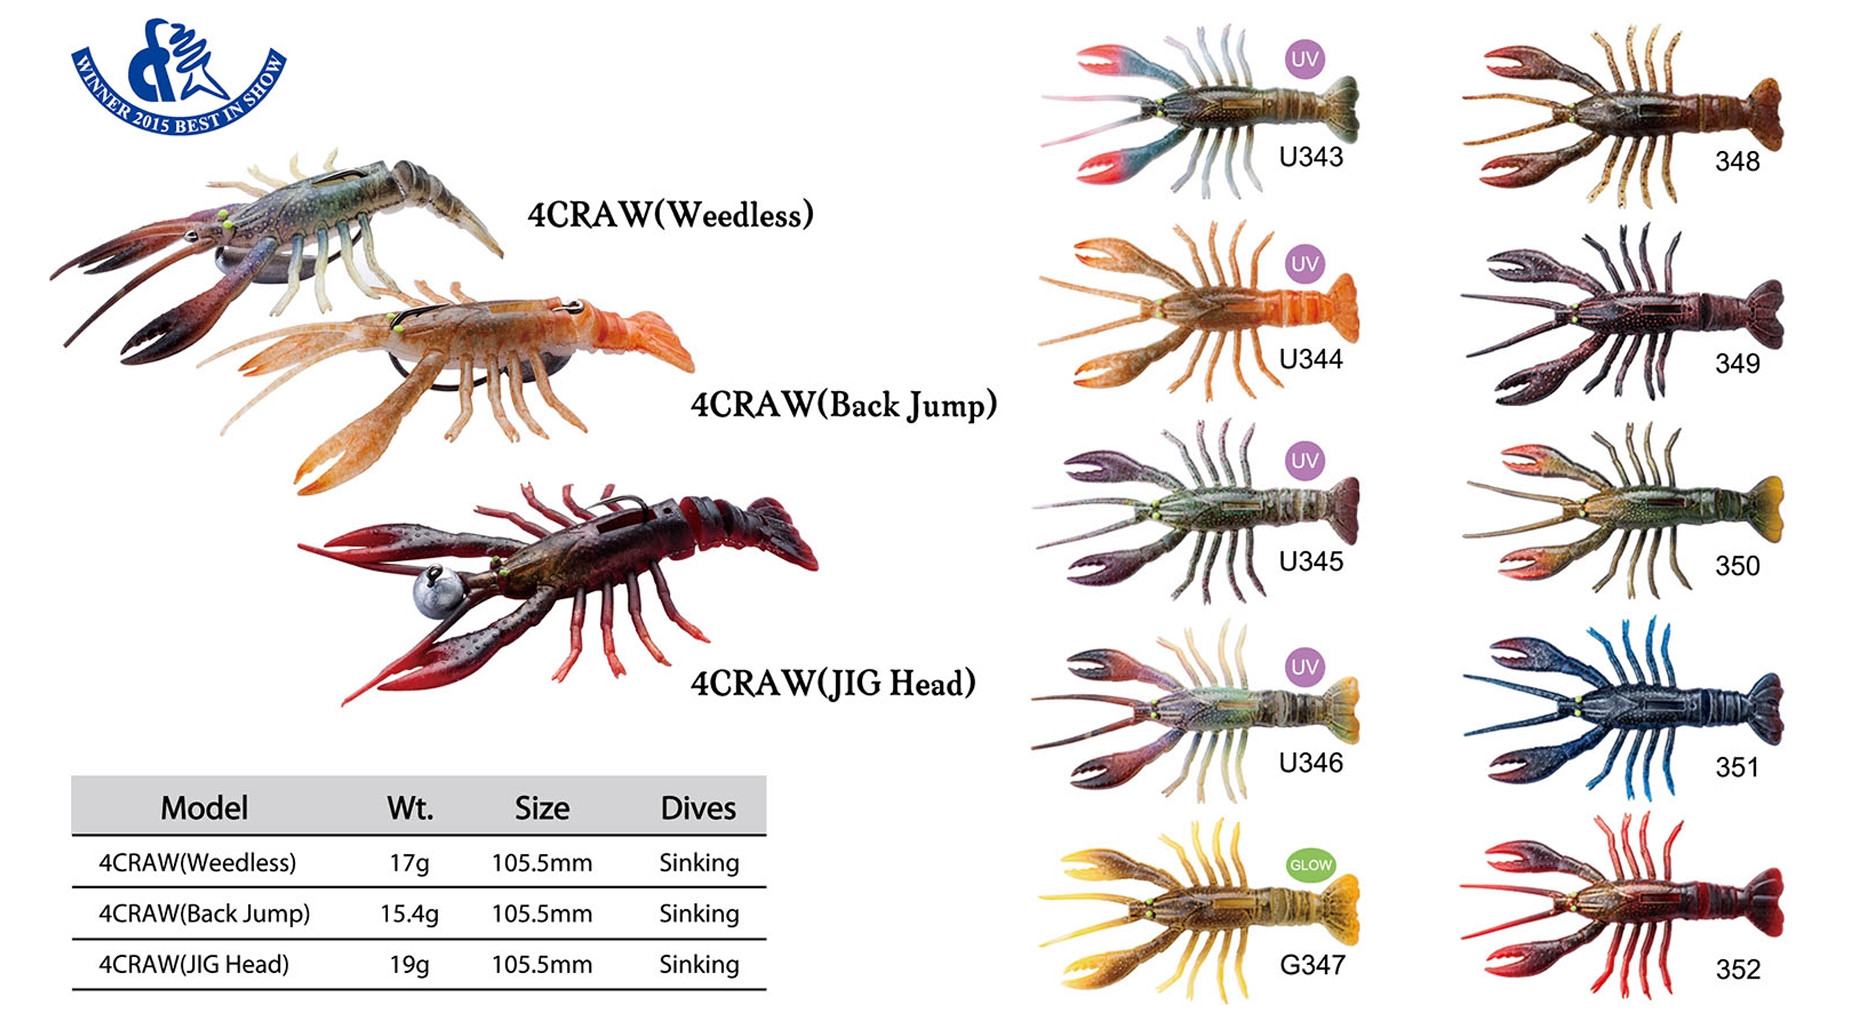 WINNER 2015 BEST IN SHOW
4CRAW(Weedless)
4CRAW(Back Jump)
4CRAW(JIG Head)
Model Wt. Size Dives
4CRAW(Weedless) 17g 105.5mm Sinking
4CRAW(Back Jump) 15.4g 105.5mm Sinking
4CRAW(JIG Head) 19g 105.5mm Sinking
UV
U343
UV
U344
UV
U345
UV
U346
GLOW
G347
348
349
350
351
352